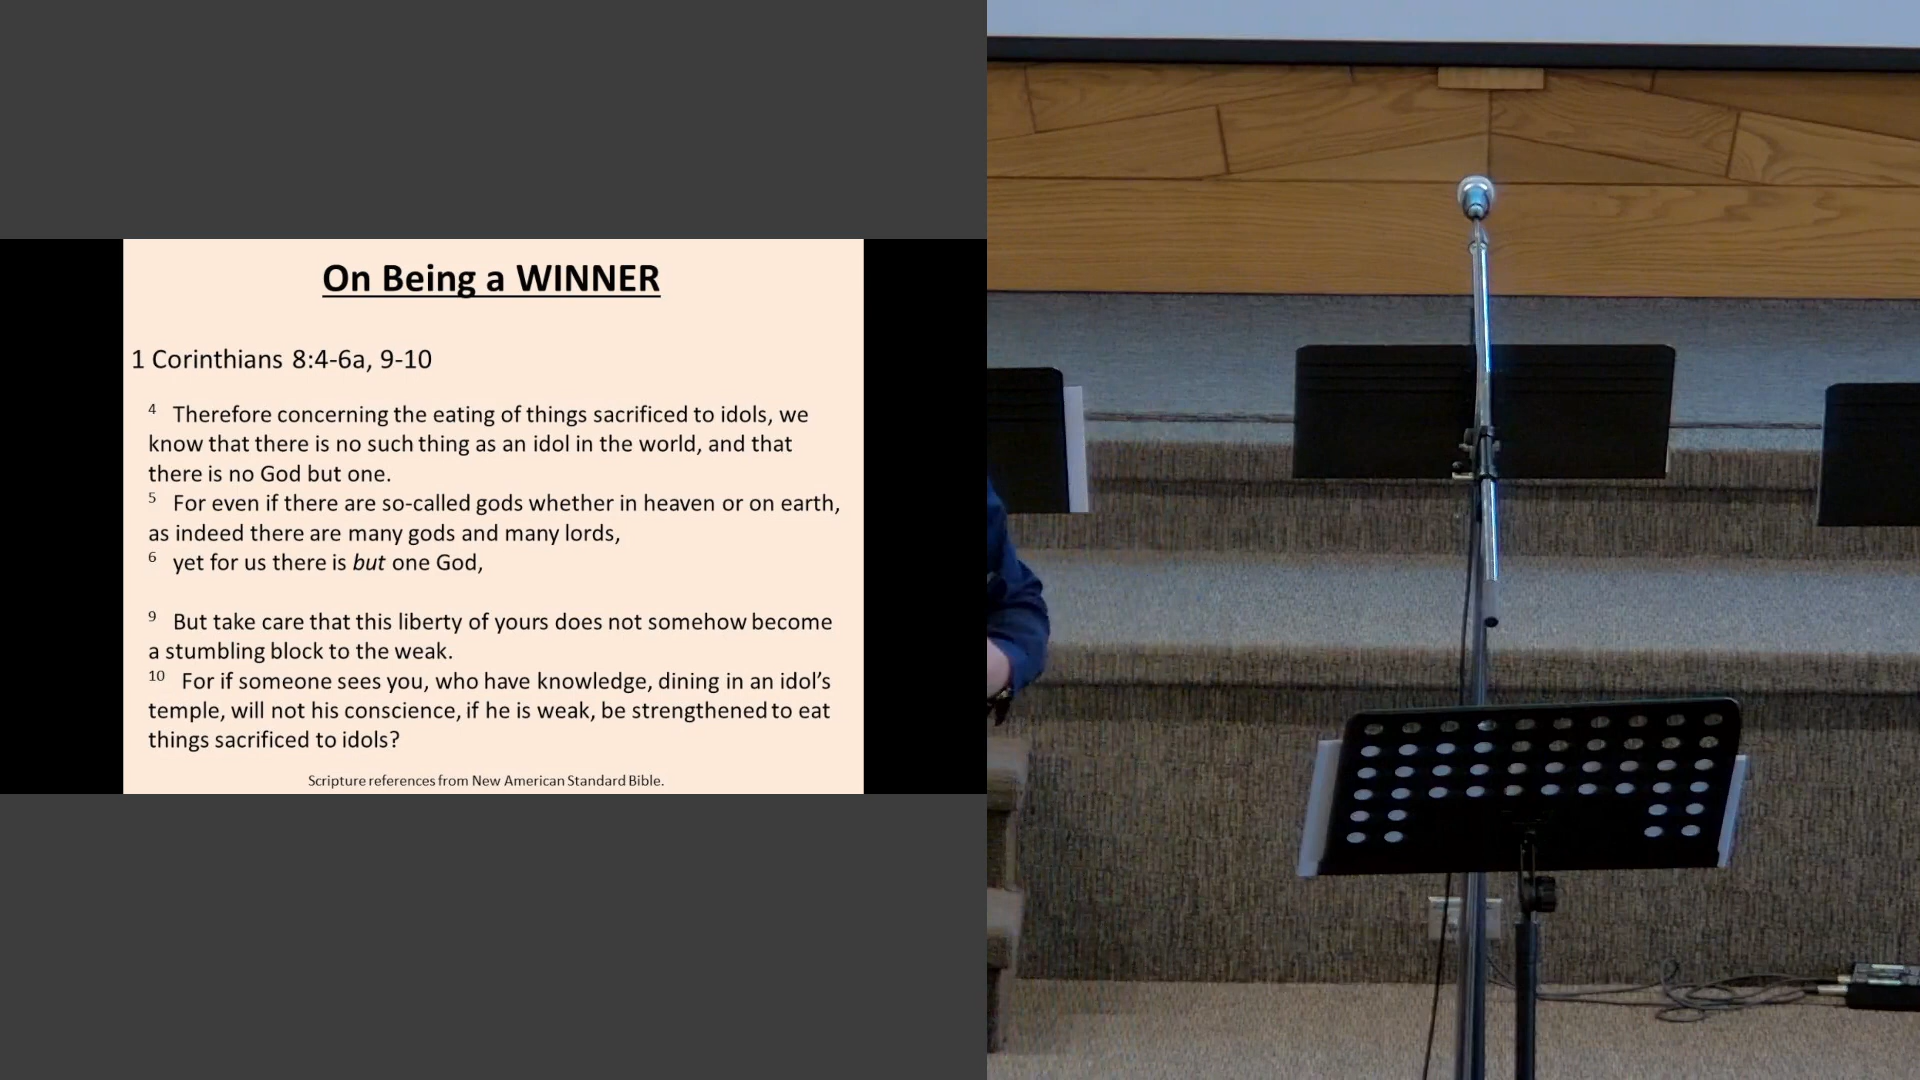 On Being a WINNER
1 Corinthians 8:4-6a, 9-10
4 Therefore concerning the eating of things sacrificed to idols, we
know that there is no such thing as an idol in the world, and that
there is no God but one.
5 For even if there are so-called gods whether in heaven or on earth,
as indeed there are many gods and many lords,
6 yet for us there is but one God,
9 But take care that this liberty of yours does not somehow become
a stumbling block to the weak.
10 For if someone sees you, who have knowledge, dining in an idol’s
temple, will not his conscience, if he is weak, be strengthened to eat
things sacrificed to idols?
Scripture references from New American Standard Bible.